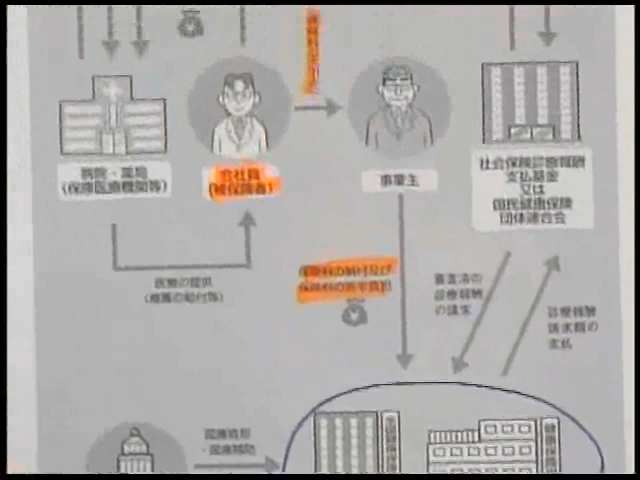 病院・薬局
(保険医療機関等)
会社員
(被保険者)
事業主
社会保険診療報酬
支払基金
又は
国民健康保険
団体連合会
医療の提供
(療養の給付等)
保険料の納付及び
保険料の折半負担
審査済の
診療報酬
の請求
診療報酬
請求額の
支払
国庫負担
・国庫補助